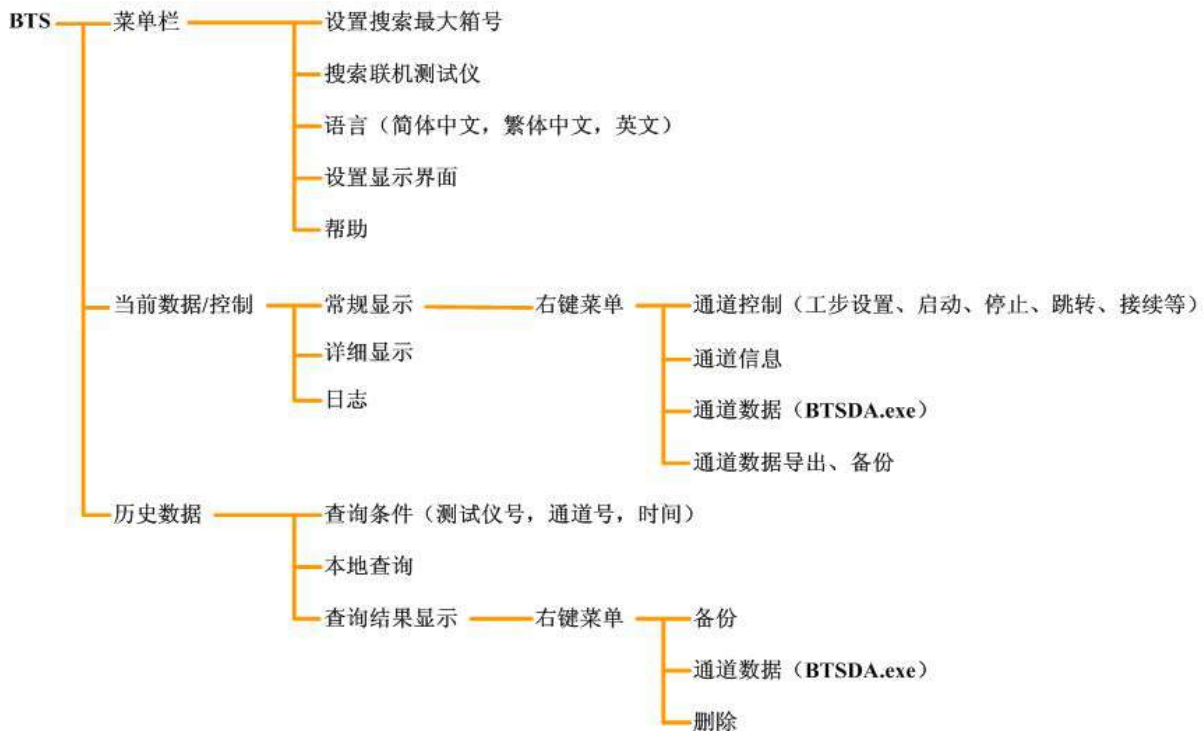 BTS 菜单栏 设置搜索最大箱号
搜索联机测试仪
语言（简体中文，繁体中文，英文）
设置显示界面
帮助
当前数据/控制 常规显示 右键菜单 通道控制（工步设置、启动、停止、跳转、接续等）
详细显示 通道信息
日志 通道数据（BTSDA.exe）
通道数据导出、备份
历史数据 查询条件（测试仪号，通道号，时间）
本地查询
查询结果显示 右键菜单 备份
通道数据（BTSDA.exe）
删除